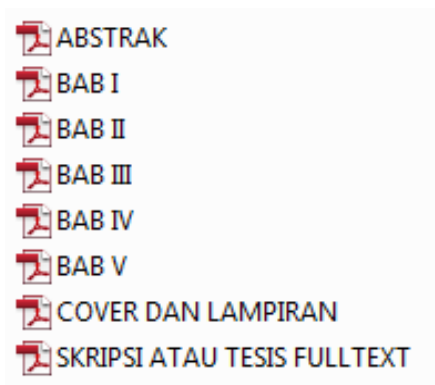 ABSTRAK
BAB I
BAB II
BAB III
BAB IV
BAB V
COVER DAN LAMPIRAN
SKRIPSI ATAU TESIS FULLTEXT